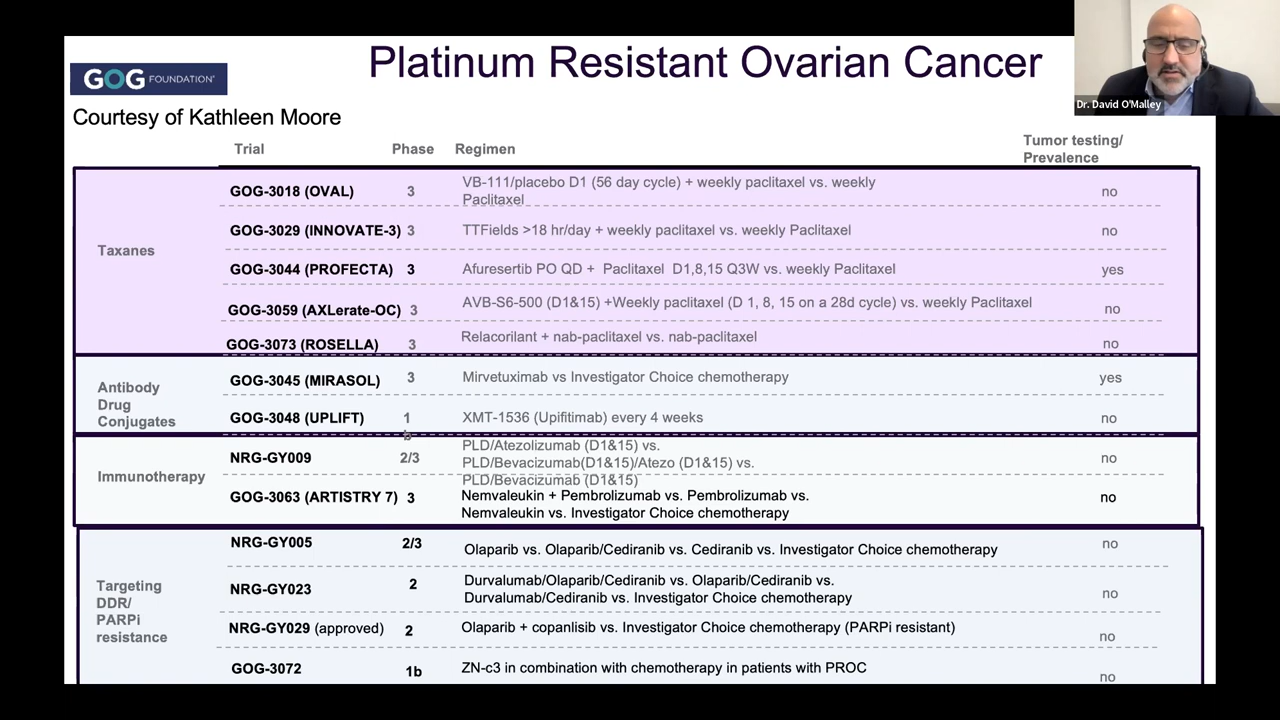 Platinum Resistant Ovarian Cancer
GOG FOUNDATION
Dr. David O'Malley
Courtesy of Kathleen Moore
Trial Phase Regimen Tumor testing/
Prevalence
Taxanes
GOG-3018 (OVAL) 3 VB-111/placebo D1 (56 day cycle) + weekly paclitaxel vs. weekly
Paclitaxel no
GOG-3029 (INNOVATE-3) 3 TTFields >18 hr/day + weekly paclitaxel vs. weekly Paclitaxel no
GOG-3044 (PROFECTA) 3 Afuresertib PO QD + Paclitaxel D1,8,15 Q3W vs. weekly Paclitaxel yes
GOG-3059 (AXLerate-OC) 3 AVB-S6-500 (D1&15) +Weekly paclitaxel (D 1, 8, 15 on a 28d cycle) vs. weekly Paclitaxel no
GOG-3073 (ROSELLA) 3 Relacorilant + nab-paclitaxel vs. nab-paclitaxel no
Antibody
Drug
Conjugates
GOG-3045 (MIRASOL) 3 Mirvetuximab vs Investigator Choice chemotherapy yes
GOG-3048 (UPLIFT) 1 XMT-1536 (Upifitimab) every 4 weeks no
b
Immunotherapy
NRG-GY009 2/3 PLD/Atezolizumab (D1&15) vs.
PLD/Bevacizumab(D1&15)/Atezo (D1&15) vs.
PLD/Bevacizumab (D1&15) no
GOG-3063 (ARTISTRY 7) 3 Nemvaleukin + Pembrolizumab vs. Pembrolizumab vs.
Nemvaleukin vs. Investigator Choice chemotherapy no
Targeting
DDR/
PARPi
resistance
NRG-GY005 2/3 Olaparib vs. Olaparib/Cediranib vs. Cediranib vs. Investigator Choice chemotherapy no
NRG-GY023 2 Durvalumab/Olaparib/Cediranib vs. Olaparib/Cediranib vs.
Durvalumab/Cediranib vs. Investigator Choice chemotherapy no
NRG-GY029 (approved) 2 Olaparib + copanlisib vs. Investigator Choice chemotherapy (PARPi resistant) no
GOG-3072 1b ZN-c3 in combination with chemotherapy in patients with PROC no